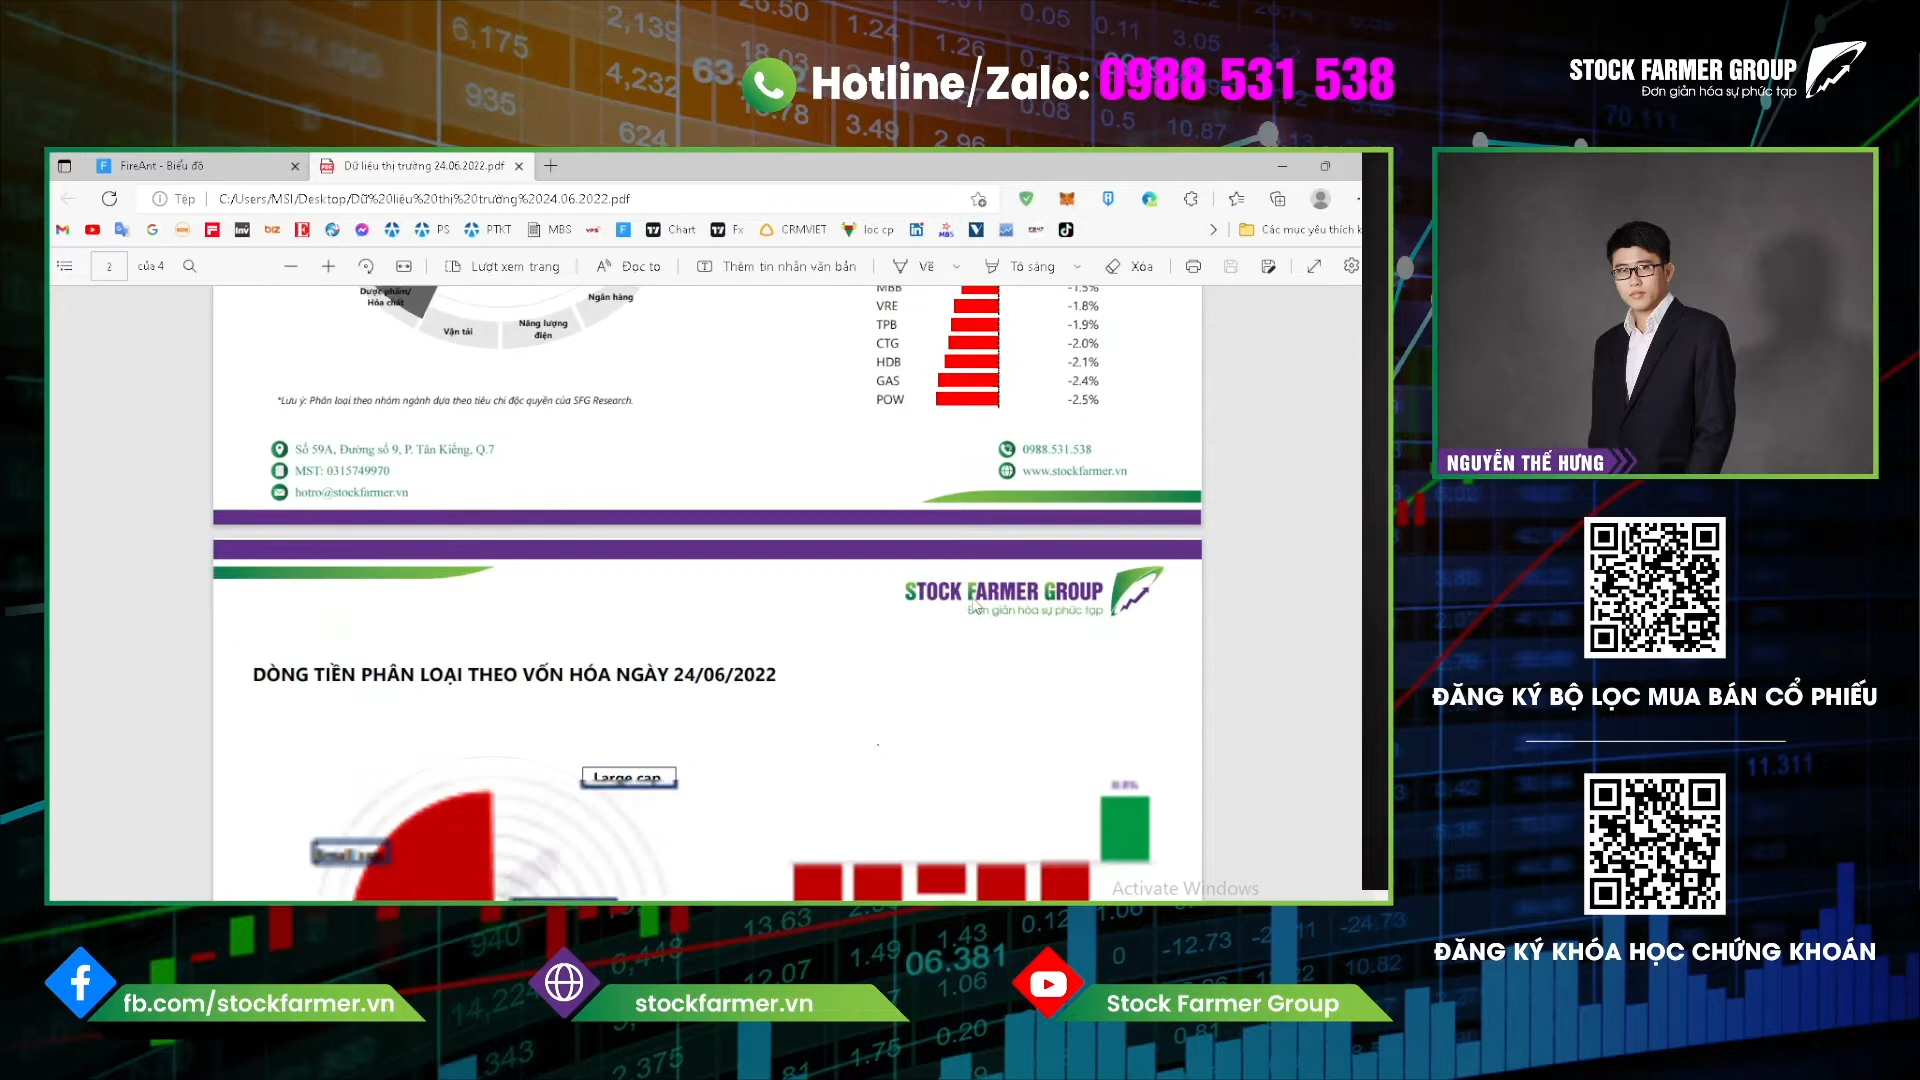 Hotline/Zalo: 0988 531 538
STOCK FARMER GROUP
Đơn giản hóa sự phức tạp
FireAnt - Biểu đồ
Dữ liệu thị trường 24.06.2022.pdf
Tệp
C:/Users/MSI/Desktop/Dữ%20liệu%20thị%20trường%2024.06.2022.pdf
PS
PTKT
MBS
Chart
Fx
CRMVIET
loc cp
Các mục yêu thích k
2
của 4
Lượt xem trang
Đọc to
Thêm tin nhắn văn bản
Vẽ
Tô sáng
Xóa
Dược phẩm/
Hóa chất
Vận tải
Năng lượng
điện
Ngân hàng
MBB -1.5%
VRE -1.8%
TPB -1.9%
CTG -2.0%
HDB -2.1%
GAS -2.4%
POW -2.5%
*Lưu ý: Phân loại theo nhóm ngành dựa theo tiêu chí độc quyền của SFG Research.
Số 59A, Đường số 9, P. Tân Kiểng, Q.7
MST: 0315749970
hotro@stockfarmer.vn
0988.531.538
www.stockfarmer.vn
STOCK FARMER GROUP
Đơn giản hóa sự phức tạp
DÒNG TIỀN PHÂN LOẠI THEO VỐN HÓA NGÀY 24/06/2022
Large cap
Activate Windows
NGUYỄN THẾ HƯNG
ĐĂNG KÝ BỘ LỌC MUA BÁN CỔ PHIẾU
ĐĂNG KÝ KHÓA HỌC CHỨNG KHOÁN
fb.com/stockfarmer.vn
stockfarmer.vn
Stock Farmer Group